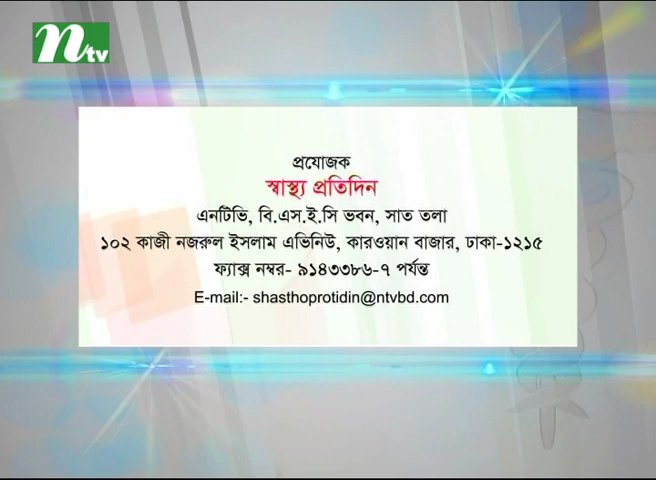 ntv
প্রযোজক
স্বাস্থ্য প্রতিদিন
এনটিভি, বি.এস.ই.সি ভবন, সাত তলা
১০২ কাজী নজরুল ইসলাম এভিনিউ, কারওয়ান বাজার, ঢাকা-১২১৫
ফ্যাক্স নম্বর- ৯১৪৩৩৮৬-৭ পর্যন্ত
E-mail:- shasthoprotidin@ntvbd.com